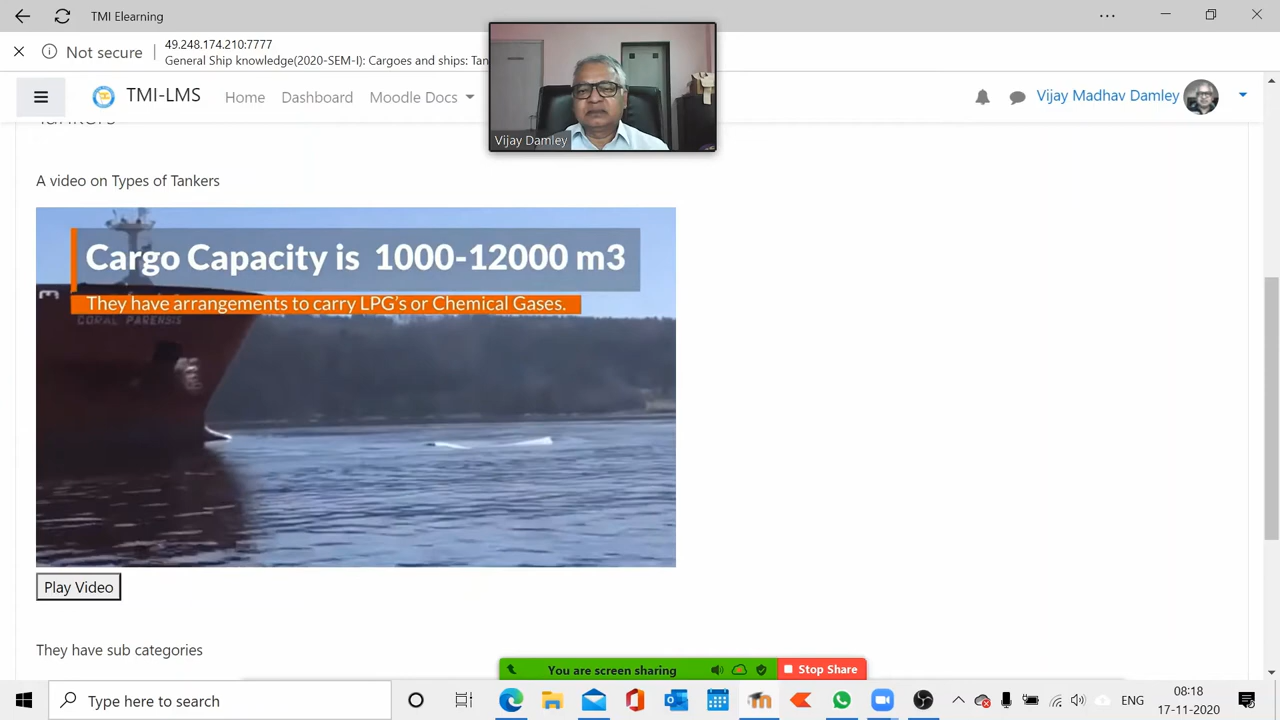 TMI Elearning
Not secure
49.248.174.210:7777
General Ship knowledge(2020-SEM-I): Cargoes and ships: Tan
TMI-LMS
Home
Dashboard
Moodle Docs
Vijay Madhav Damley
Vijay Damley
A video on Types of Tankers
Cargo Capacity is 1000-12000 m3
They have arrangements to carry LPG's or Chemical Gases.
CORAL PARENSIS
Play Video
They have sub categories
You are screen sharing
Stop Share
Type here to search
ENG
08:18
17-11-2020